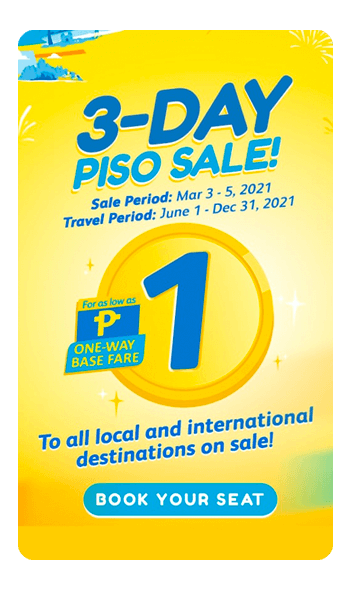 3-DAY
PISO SALE!
Sale Period: Mar 3 - 5, 2021
Travel Period: June 1 - Dec 31, 2021
For as low as
₱
1
ONE-WAY
BASE FARE
To all local and international
destinations on sale!
BOOK YOUR SEAT